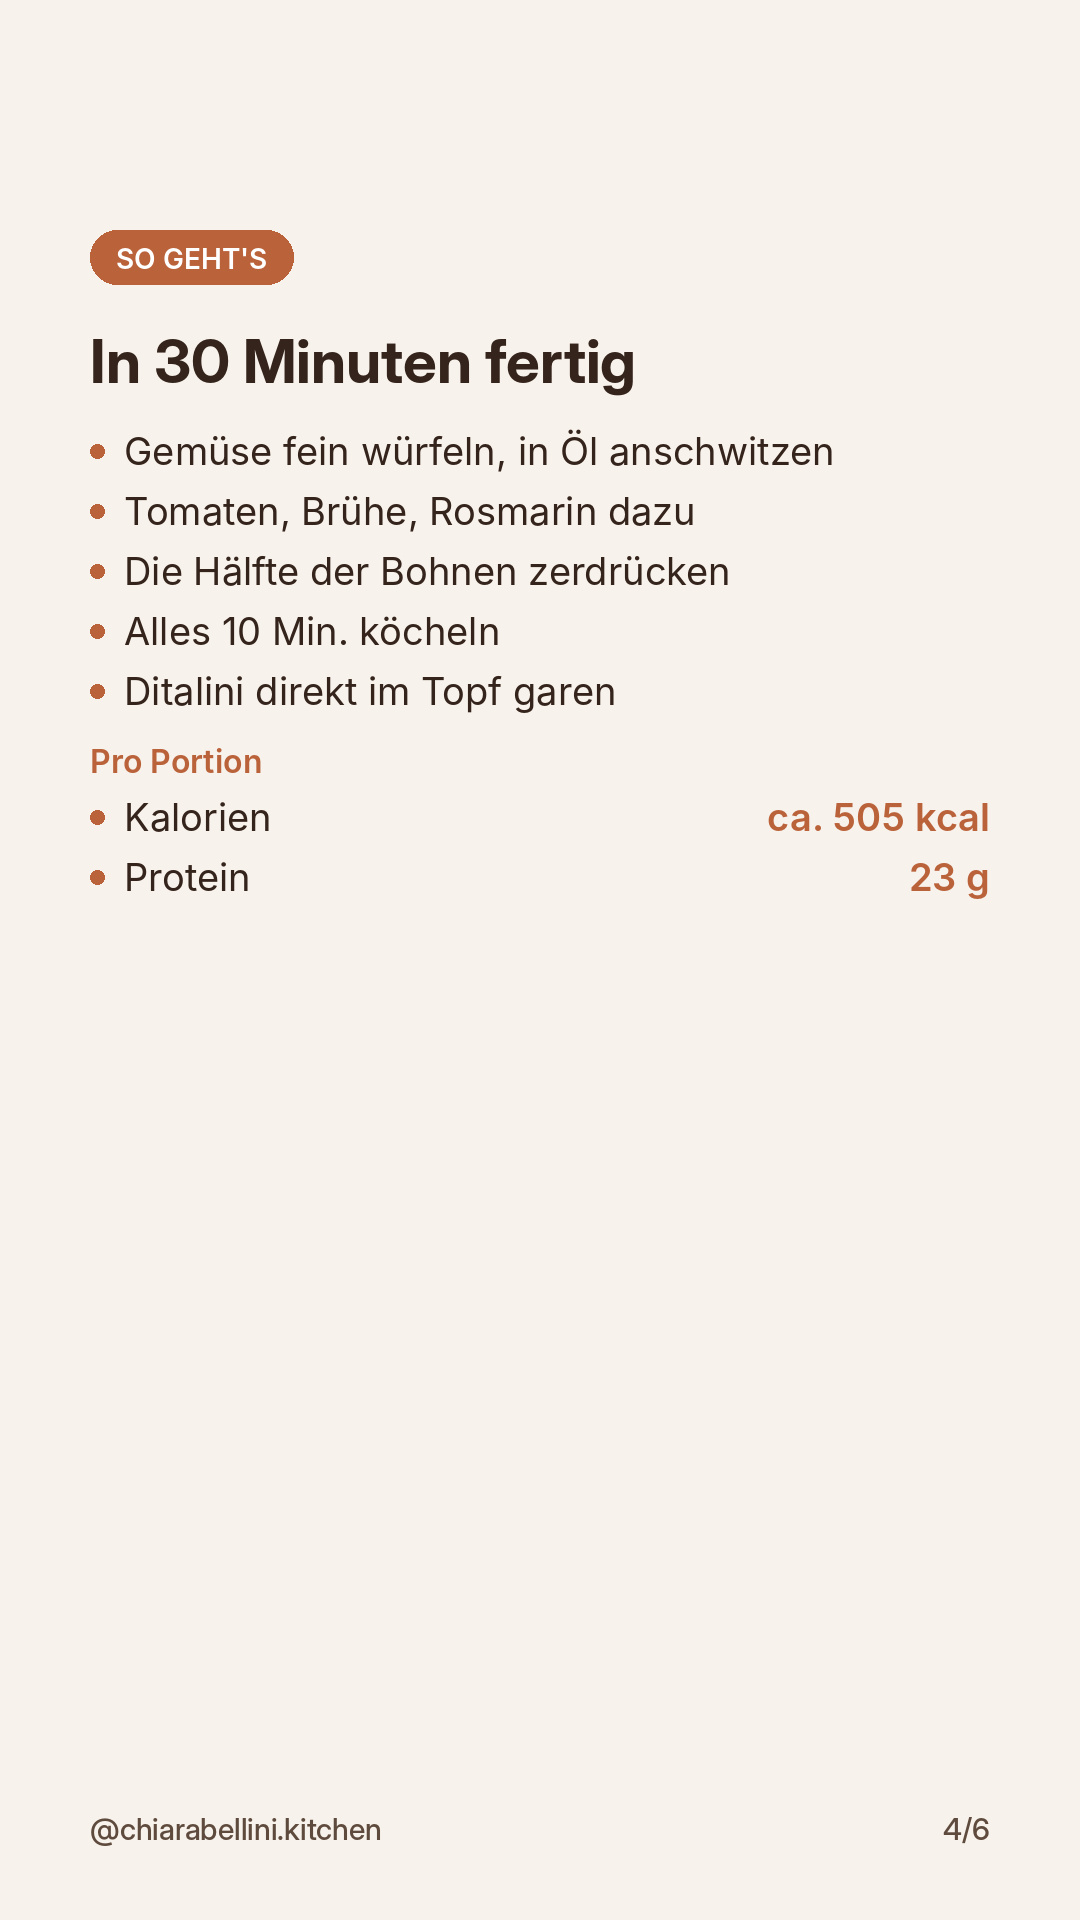 SO GEHT'S
In 30 Minuten fertig
Gemüse fein würfeln, in Öl anschwitzen
Tomaten, Brühe, Rosmarin dazu
Die Hälfte der Bohnen zerdrücken
Alles 10 Min. köcheln
Ditalini direkt im Topf garen
Pro Portion
Kalorien ca. 505 kcal
Protein 23 g
@chiarabellini.kitchen 4/6